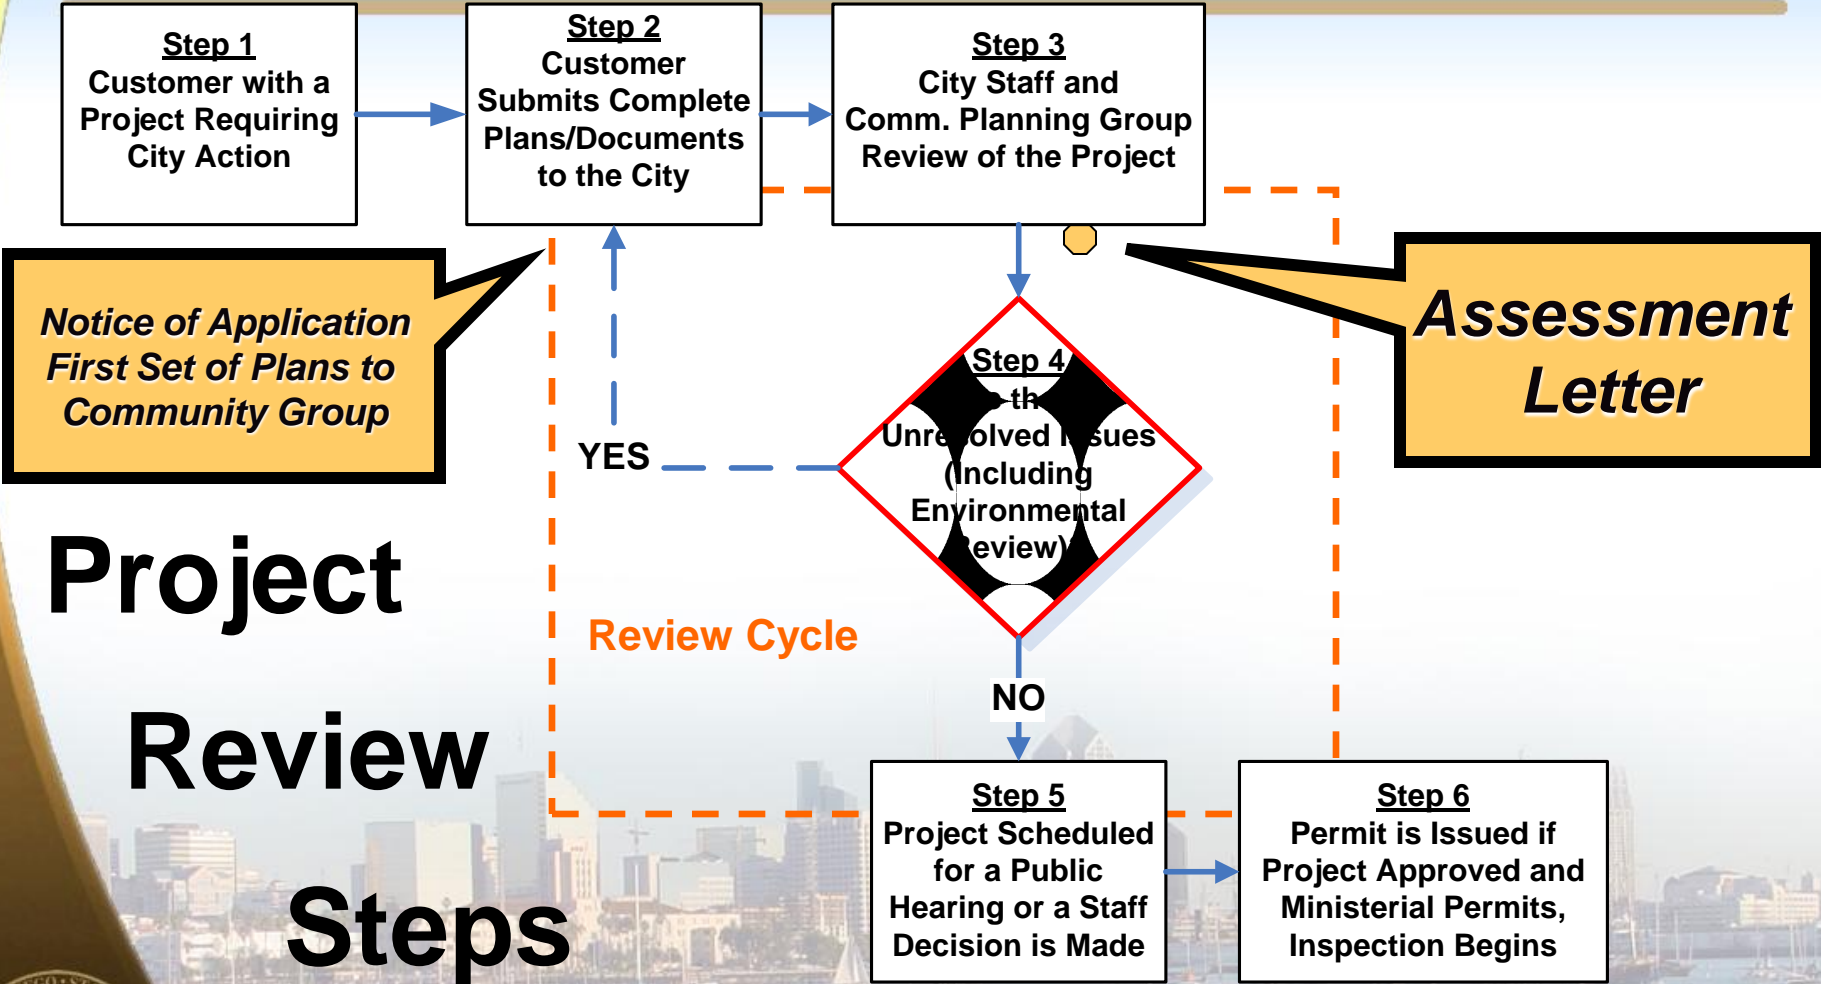 Step 1
Customer with a
Project Requiring
City Action
Step 2
Customer
Submits Complete
Plans/Documents
to the City
Step 3
City Staff and
Comm. Planning Group
Review of the Project
Notice of Application
First Set of Plans to
Community Group
Assessment
Letter
Step 4
Unresolved Issues
(Including
Environmental
Review)?
YES
NO
Review Cycle
Project
Review
Steps
Step 5
Project Scheduled
for a Public
Hearing or a Staff
Decision is Made
Step 6
Permit is Issued if
Project Approved and
Ministerial Permits,
Inspection Begins